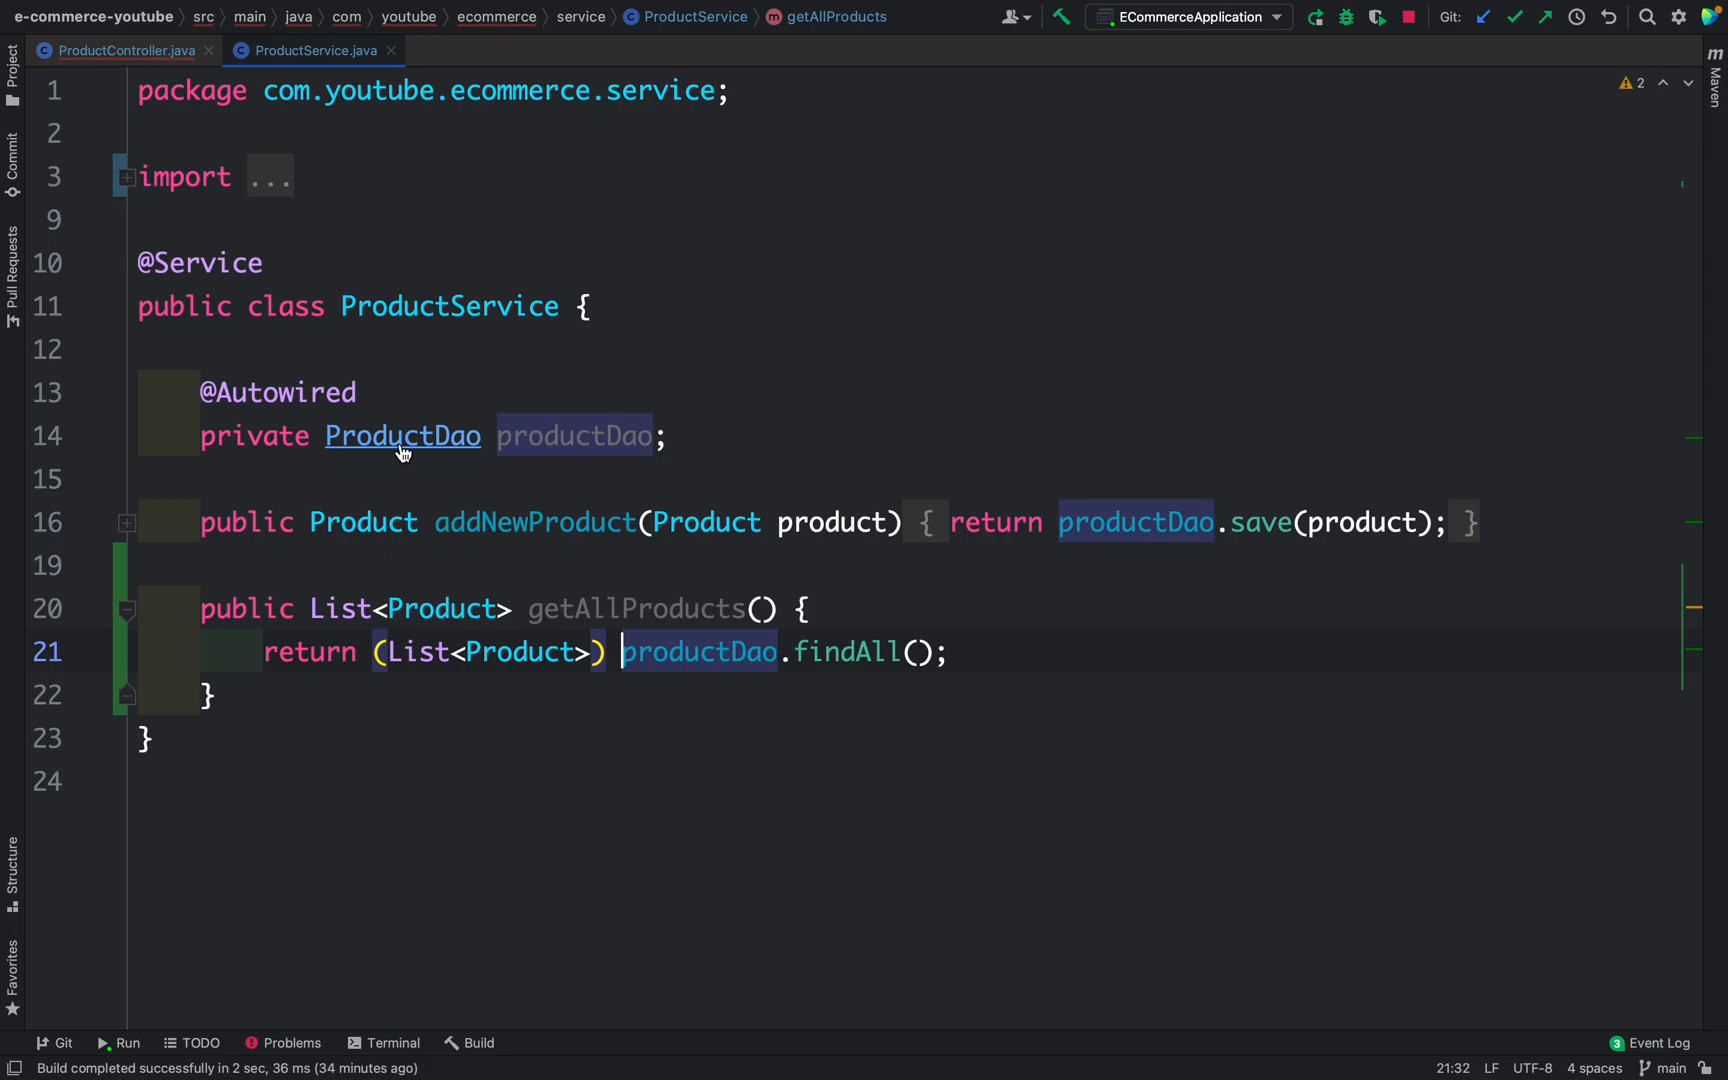 e-commerce-youtube > src > main > java > com > youtube > ecommerce > service > ProductService > getAllProducts
ECommerceApplication
Git:
ProductController.java
ProductService.java
Project
Commit
Pull Requests
Structure
Favorites
m
Maven
2
1 package com.youtube.ecommerce.service;
2
3 import ...
9
10 @Service
11 public class ProductService {
12
13 @Autowired
14 private ProductDao productDao;
15
16 public Product addNewProduct(Product product) { return productDao.save(product); }
19
20 public List<Product> getAllProducts() {
21 return (List<Product>) productDao.findAll();
22 }
23 }
24
Git
Run
TODO
Problems
Terminal
Build
3 Event Log
Build completed successfully in 2 sec, 36 ms (34 minutes ago)
21:32 LF UTF-8 4 spaces main